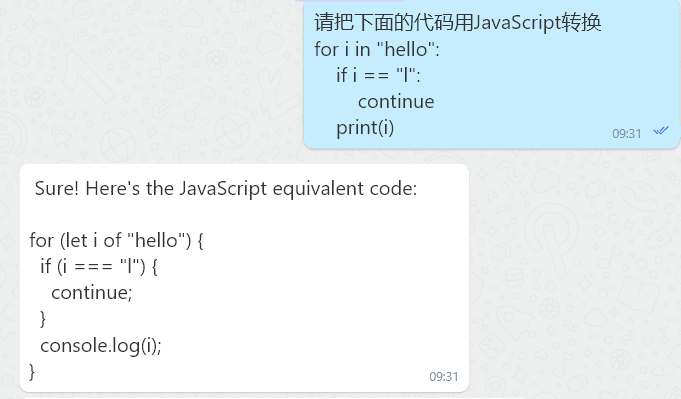 请把下面的代码用JavaScript转换
for i in "hello":
    if i == "l":
        continue
    print(i)
09:31
Sure! Here's the JavaScript equivalent code:
for (let i of "hello") {
  if (i === "l") {
    continue;
  }
  console.log(i);
}
09:31